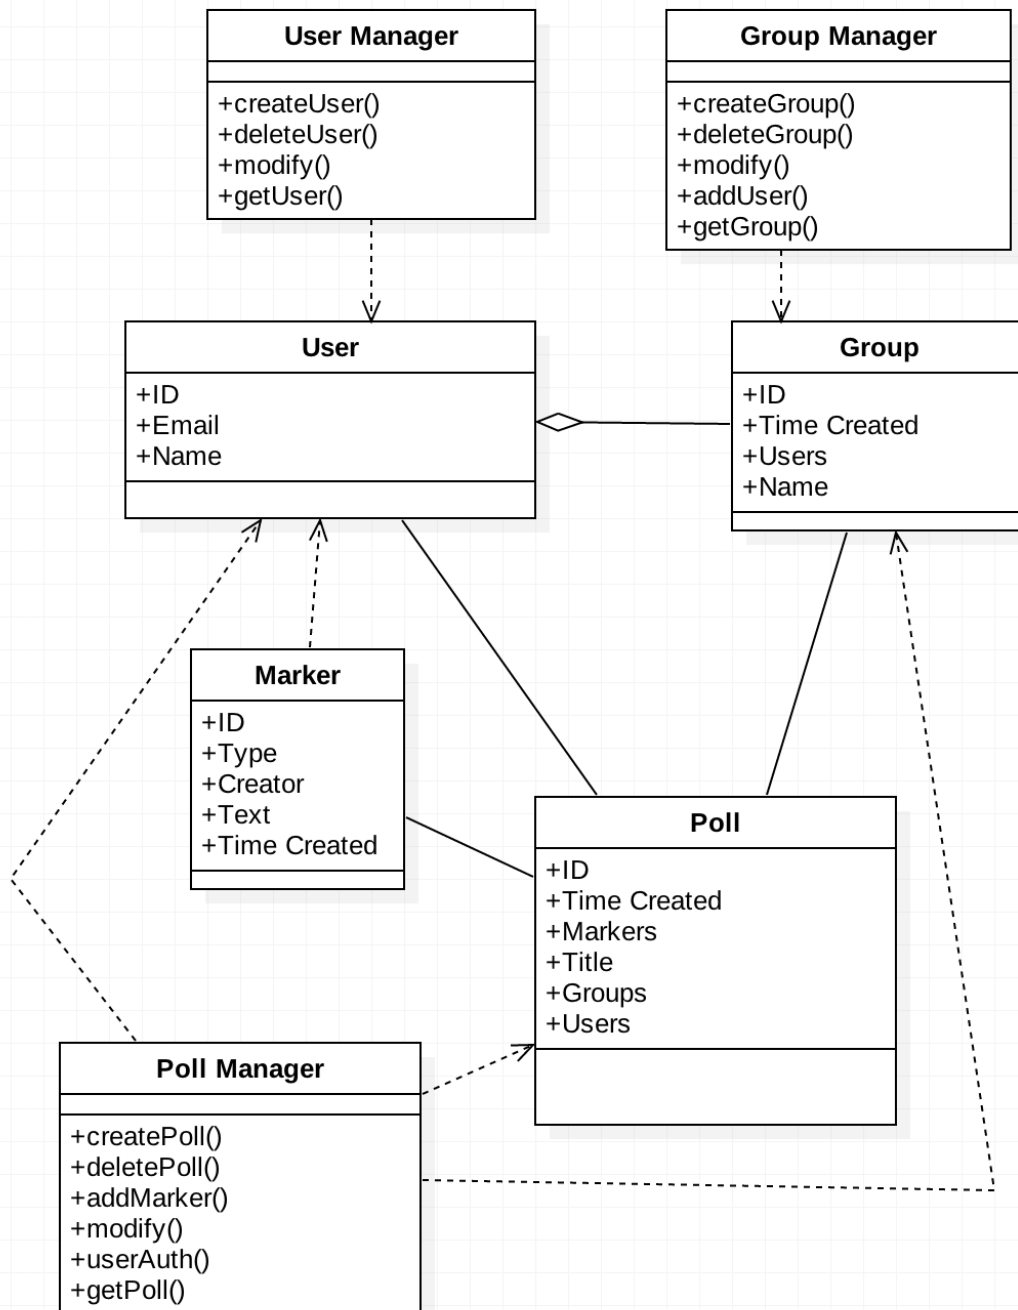 User Manager
+createUser()
+deleteUser()
+modify()
+getUser()
Group Manager
+createGroup()
+deleteGroup()
+modify()
+addUser()
+getGroup()
User
+ID
+Email
+Name
Group
+ID
+Time Created
+Users
+Name
Marker
+ID
+Type
+Creator
+Text
+Time Created
Poll
+ID
+Time Created
+Markers
+Title
+Groups
+Users
Poll Manager
+createPoll()
+deletePoll()
+addMarker()
+modify()
+userAuth()
+getPoll()